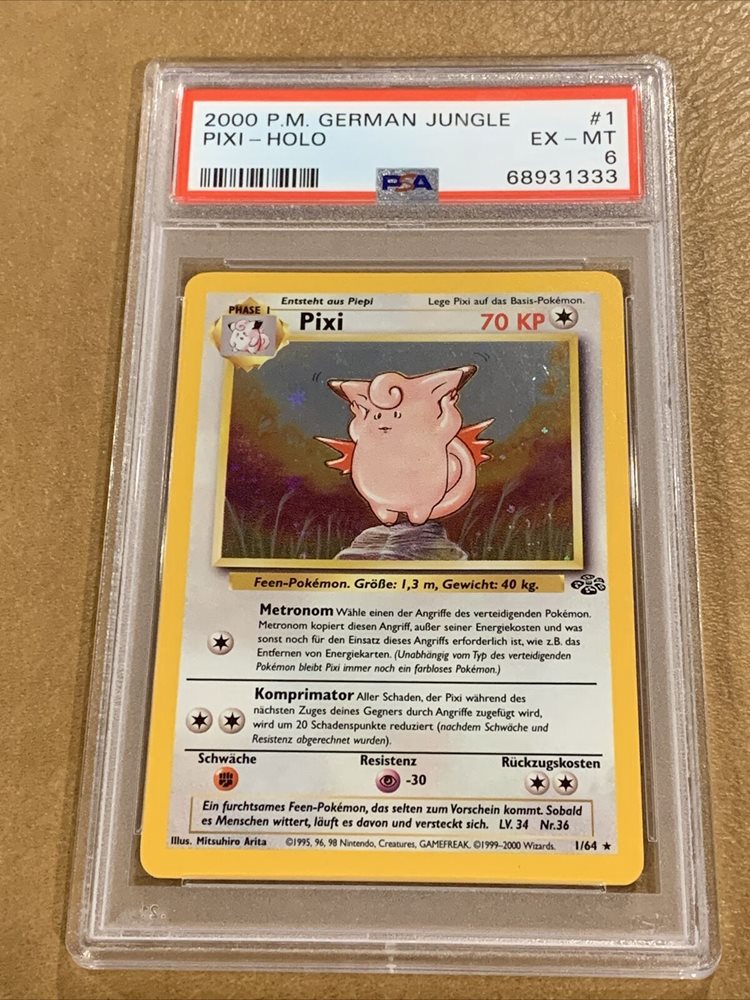 2000 P.M. GERMAN JUNGLE #1
PIXI - HOLO EX - MT
6
PSA 68931333
Entsteht aus Piepi Lege Pixi auf das Basis-Pokémon.
PHASE 1
Pixi 70 KP
Feen-Pokémon. Größe: 1,3 m, Gewicht: 40 kg.
Metronom Wähle einen der Angriffe des verteidigenden Pokémon.
Metronom kopiert diesen Angriff, außer seiner Energiekosten und was
sonst noch für den Einsatz dieses Angriffs erforderlich ist, wie z.B. das
Entfernen von Energiekarten. (Unabhängig vom Typ des verteidigenden
Pokémon bleibt Pixi immer noch ein farbloses Pokémon.)
Komprimator Aller Schaden, der Pixi während des
nächsten Zuges deines Gegners durch Angriffe zugefügt wird,
wird um 20 Schadenspunkte reduziert (nachdem Schwäche und
Resistenz abgerechnet wurden).
Schwäche Resistenz Rückzugskosten
-30
Ein furchtsames Feen-Pokémon, das selten zum Vorschein kommt. Sobald
es Menschen wittert, läuft es davon und versteckt sich. LV. 34 Nr.36
Illus. Mitsuhiro Arita ©1995, 96, 98 Nintendo, Creatures, GAMEFREAK. ©1999-2000 Wizards. 1/64 ★